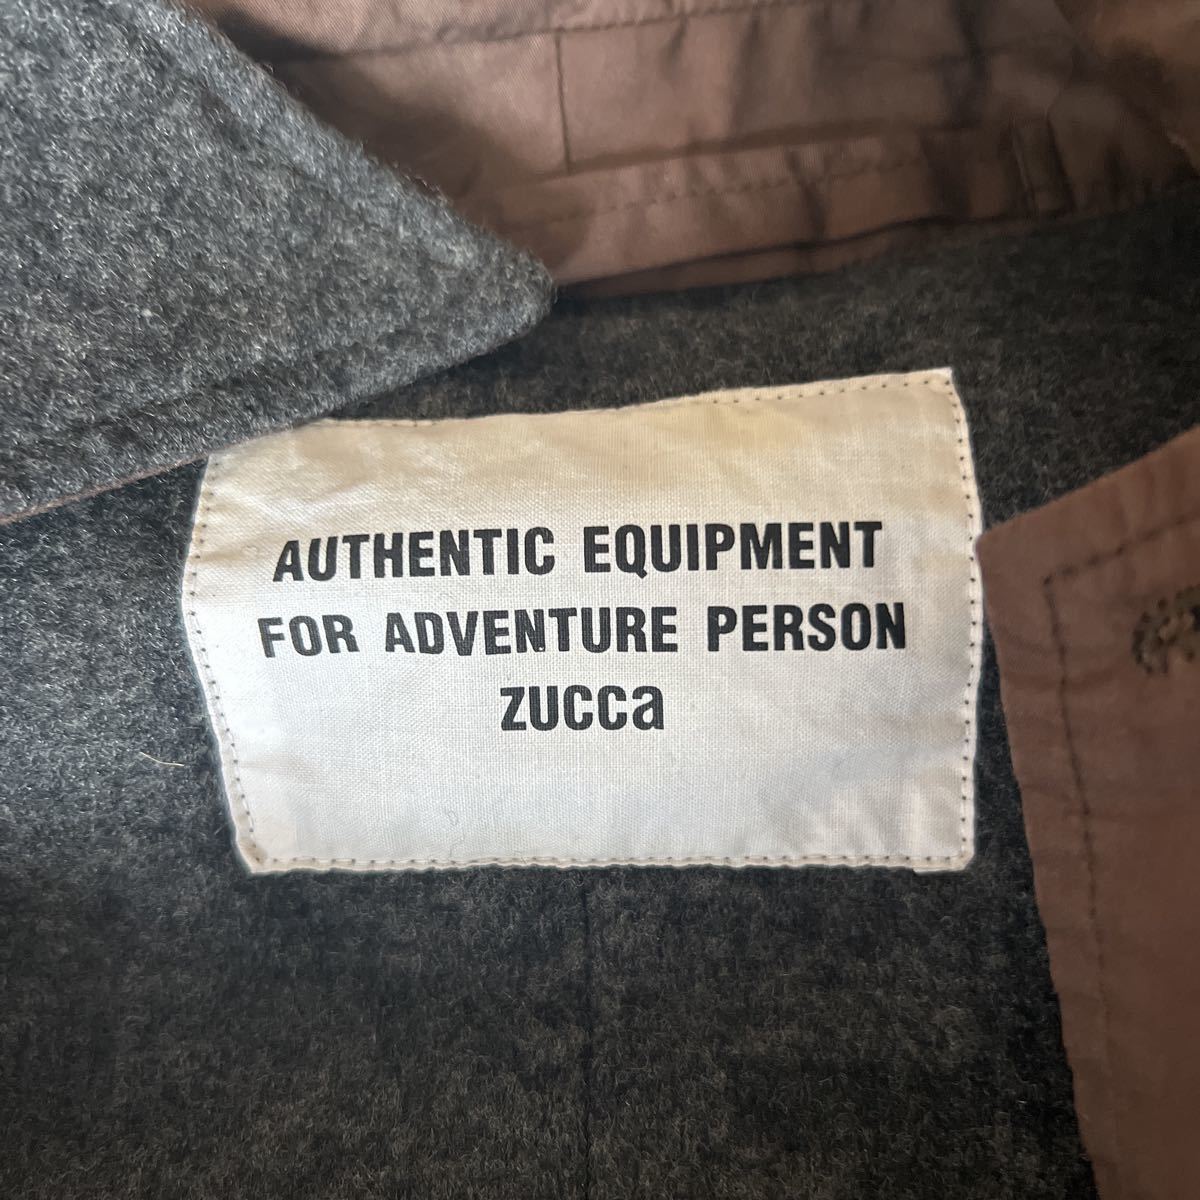 AUTHENTIC EQUIPMENT
FOR ADVENTURE PERSON
ZUCCa